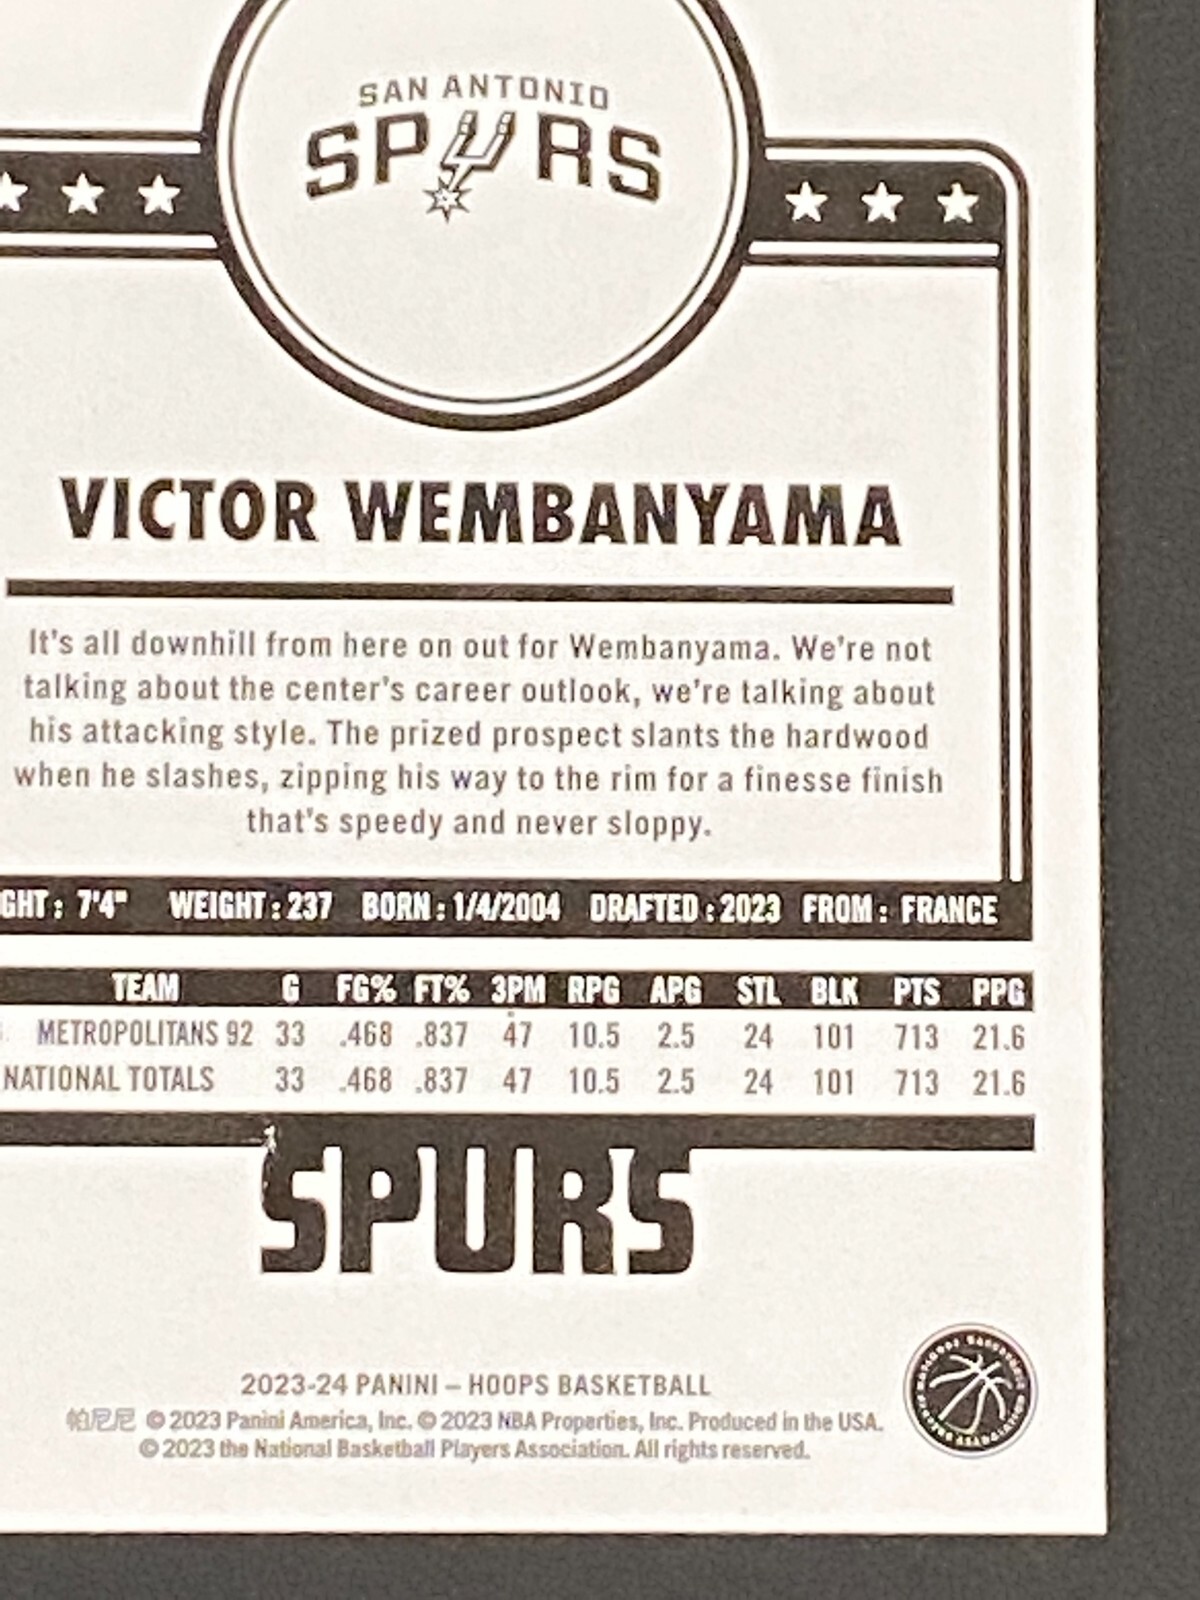 SAN ANTONIO
SPURS
VICTOR WEMBANYAMA
It's all downhill from here on out for Wembanyama. We're not
talking about the center's career outlook, we're talking about
his attacking style. The prized prospect slants the hardwood
when he slashes, zipping his way to the rim for a finesse finish
that's speedy and never sloppy.
GHT: 7'4" WEIGHT: 237 BORN: 1/4/2004 DRAFTED: 2023 FROM: FRANCE
TEAM G FG% FT% 3PM RPG APG STL BLK PTS PPG
METROPOLITANS 92 33 .468 .837 47 10.5 2.5 24 101 713 21.6
NATIONAL TOTALS 33 .468 .837 47 10.5 2.5 24 101 713 21.6
SPURS
2023-24 PANINI – HOOPS BASKETBALL
帕尼尼 © 2023 Panini America, Inc. © 2023 NBA Properties, Inc. Produced in the USA.
© 2023 the National Basketball Players Association. All rights reserved.
NATIONAL BASKETBALL
PLAYERS ASSOCIATION